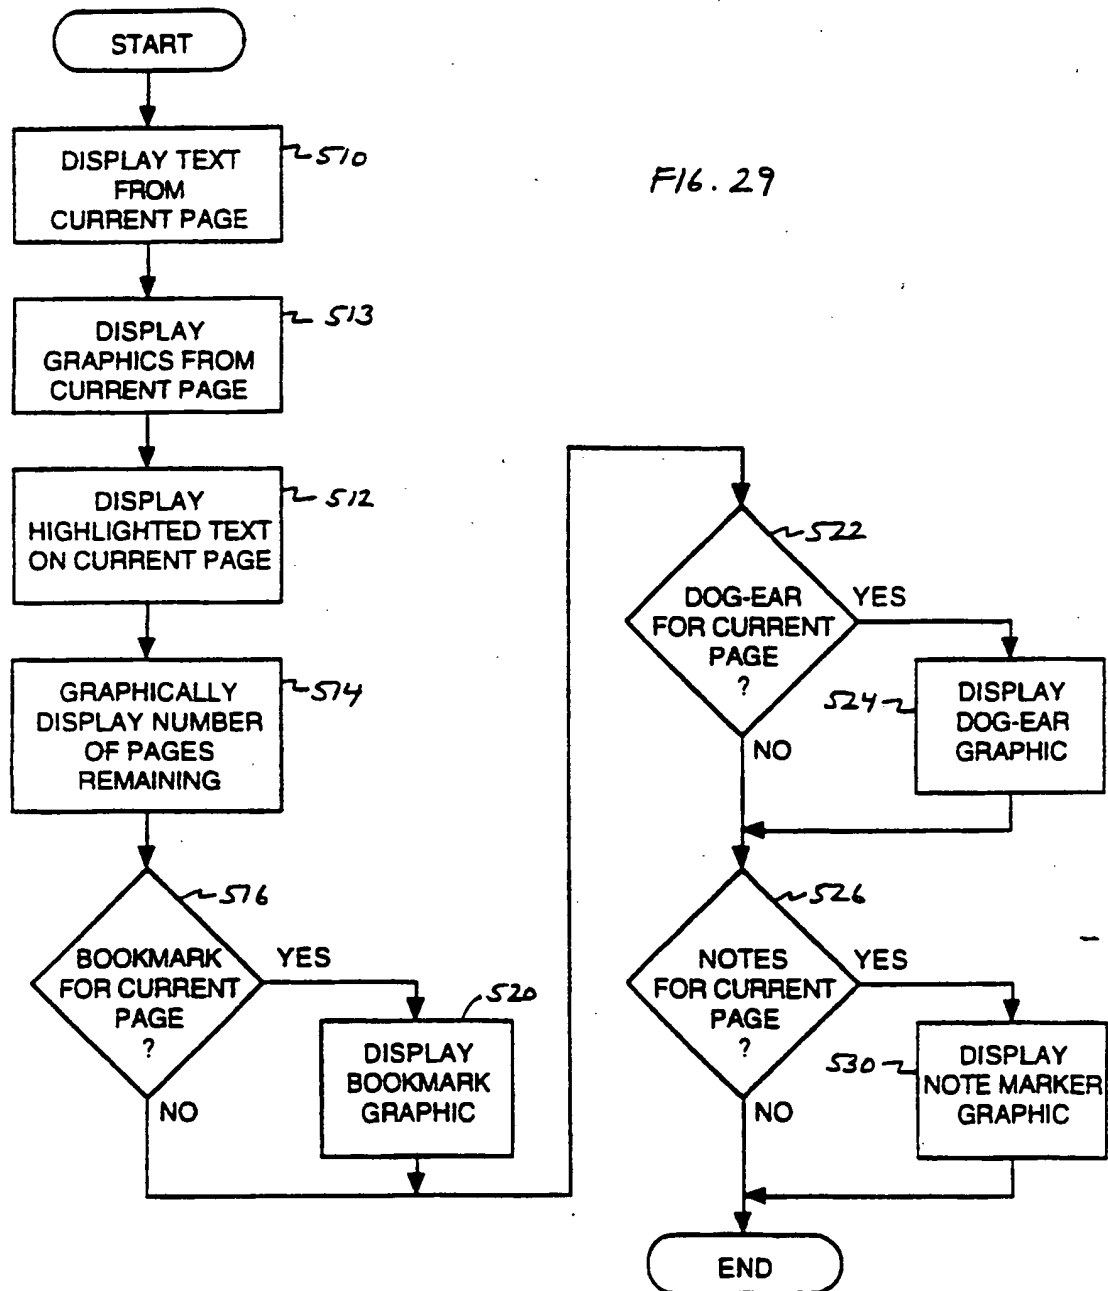 START
DISPLAY TEXT
FROM
CURRENT PAGE
510
FIG. 29
DISPLAY
GRAPHICS FROM
CURRENT PAGE
513
DISPLAY
HIGHLIGHTED TEXT
ON CURRENT PAGE
512
GRAPHICALLY
DISPLAY NUMBER
OF PAGES
REMAINING
514
BOOKMARK
FOR CURRENT
PAGE
?
516
YES
NO
DISPLAY
BOOKMARK
GRAPHIC
520
DOG-EAR
FOR CURRENT
PAGE
?
522
YES
NO
DISPLAY
DOG-EAR
GRAPHIC
524
NOTES
FOR CURRENT
PAGE
?
526
YES
NO
DISPLAY
NOTE MARKER
GRAPHIC
530
END